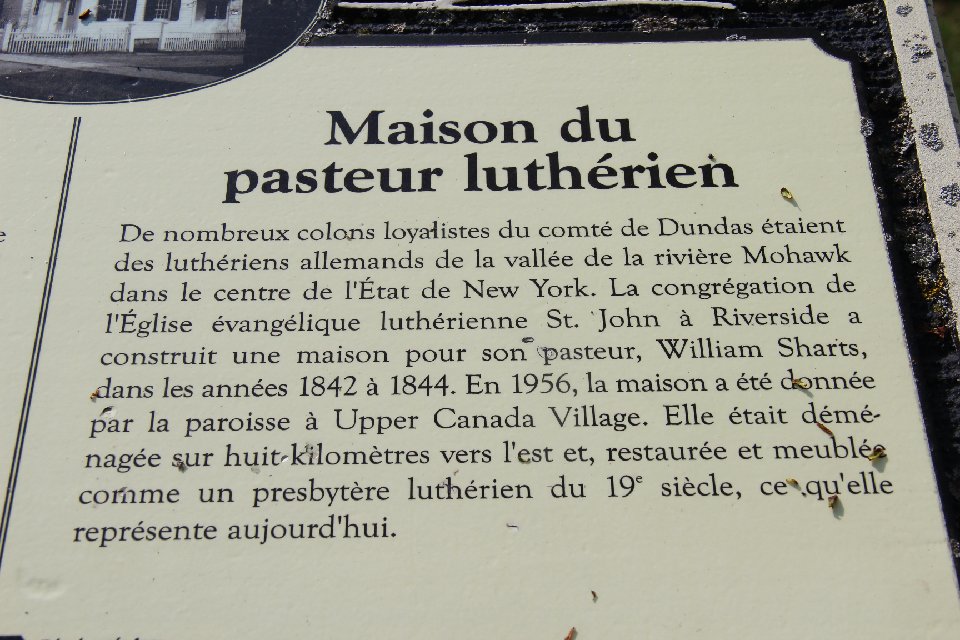 Maison du
pasteur luthérien
De nombreux colons loyalistes du comté de Dundas étaient
des luthériens allemands de la vallée de la rivière Mohawk
dans le centre de l'État de New York. La congrégation de
l'Église évangélique luthérienne St. John à Riverside a
construit une maison pour son pasteur, William Sharts,
dans les années 1842 à 1844. En 1956, la maison a été donnée
par la paroisse à Upper Canada Village. Elle était démé-
nagée sur huit kilomètres vers l'est et, restaurée et meublée
comme un presbytère luthérien du 19e siècle, ce qu'elle
représente aujourd'hui.